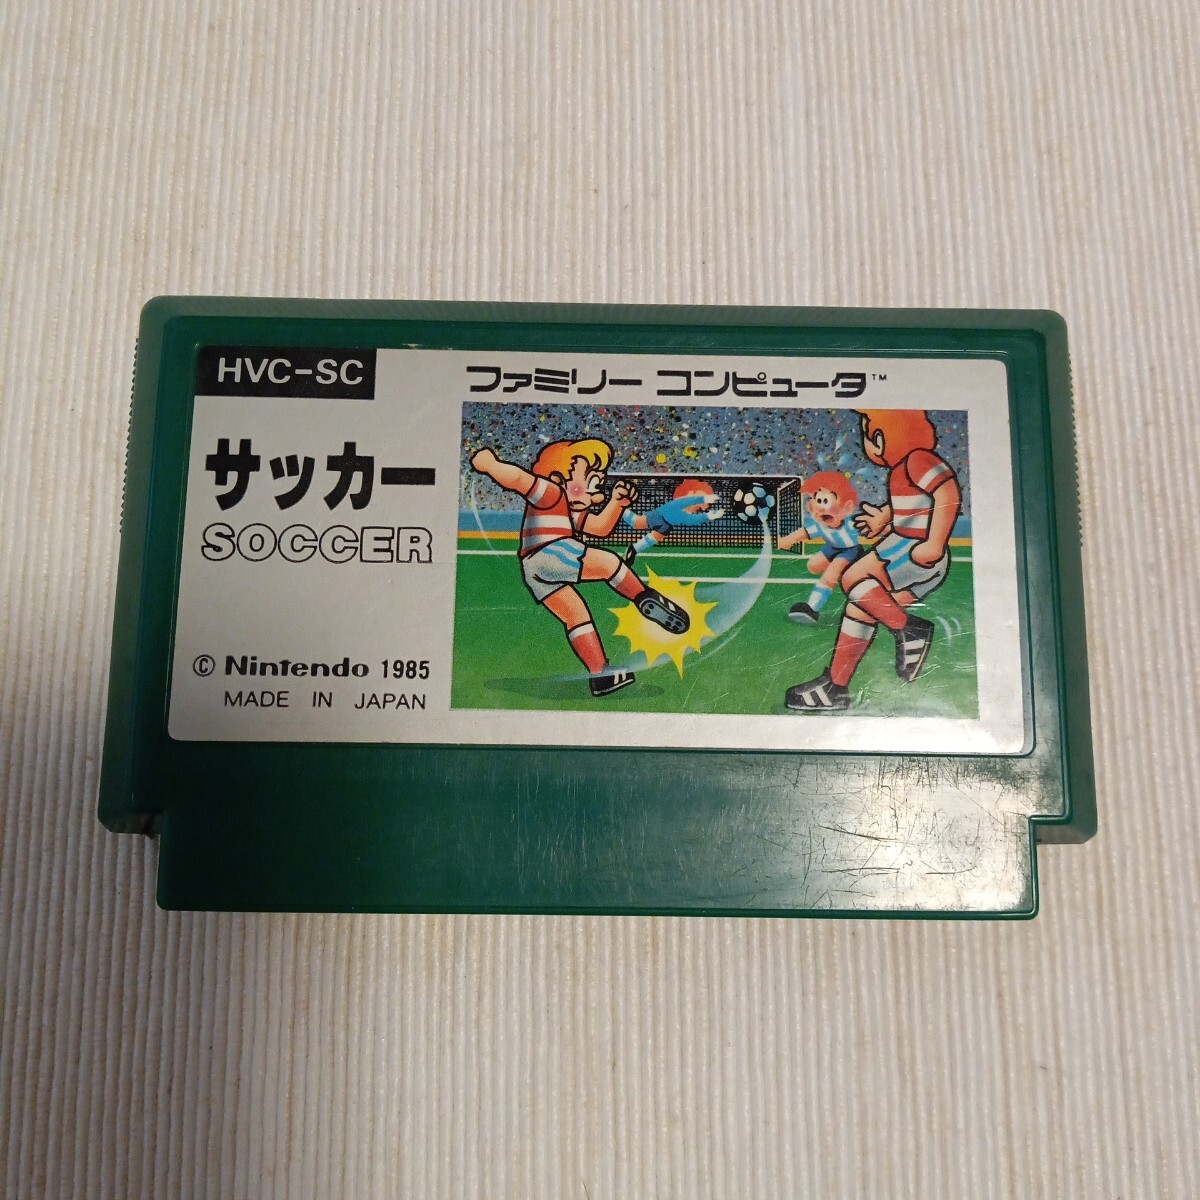 HVC-SC
ファミリー コンピュータ™
サッカー
SOCCER
© Nintendo 1985
MADE IN JAPAN